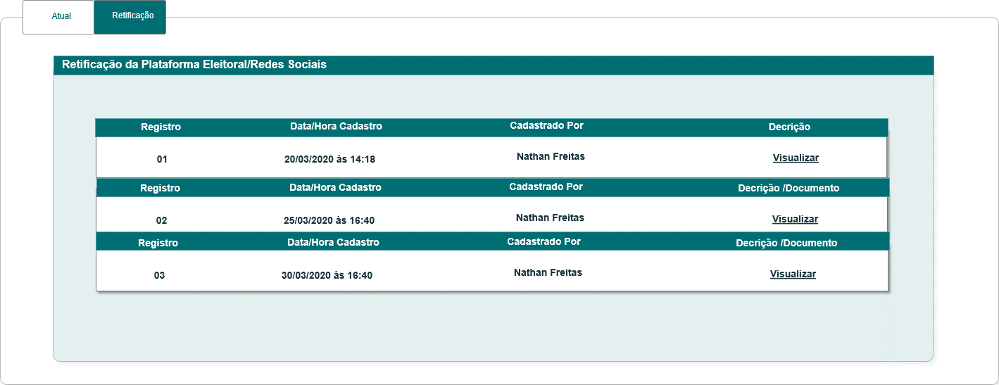 Atual Retificação
Retificação da Plataforma Eleitoral/Redes Sociais
Registro Data/Hora Cadastro Cadastrado Por Decrição
01 20/03/2020 às 14:18 Nathan Freitas Visualizar
Registro Data/Hora Cadastro Cadastrado Por Decrição /Documento
02 25/03/2020 às 16:40 Nathan Freitas Visualizar
Registro Data/Hora Cadastro Cadastrado Por Decrição /Documento
03 30/03/2020 às 16:40 Nathan Freitas Visualizar